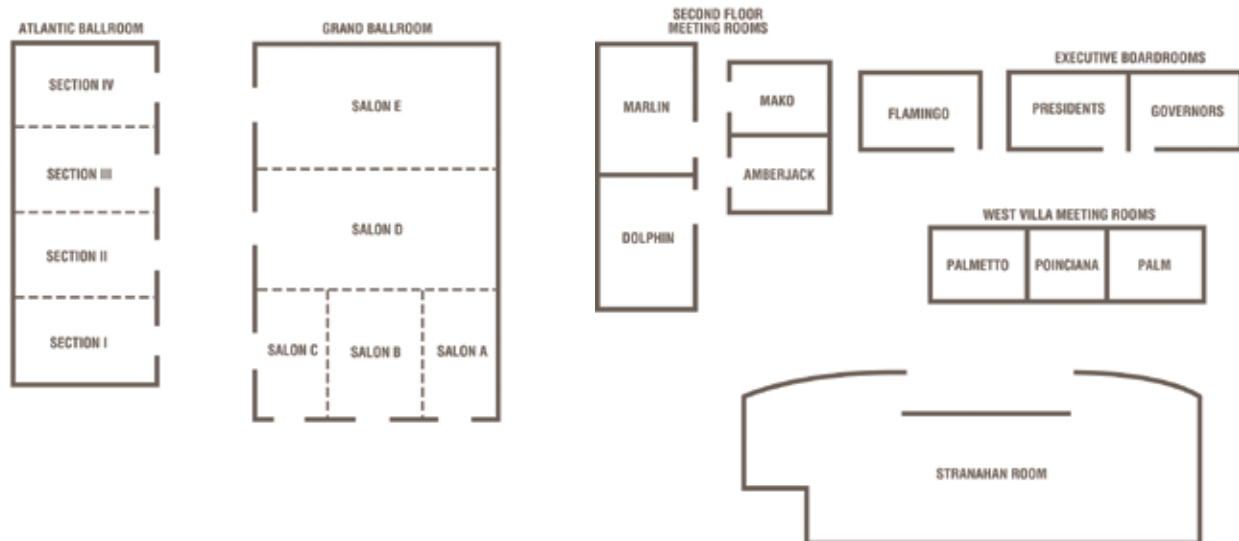 ATLANTIC BALLROOM
SECTION IV
SECTION III
SECTION II
SECTION I
GRAND BALLROOM
SALON E
SALON D
SALON C
SALON B
SALON A
SECOND FLOOR
MEETING ROOMS
MARLIN
DOLPHIN
MAKO
AMBERJACK
FLAMINGO
EXECUTIVE BOARDROOMS
PRESIDENTS
GOVERNORS
WEST VILLA MEETING ROOMS
PALMETTO
POINCIANA
PALM
STRANAHAN ROOM